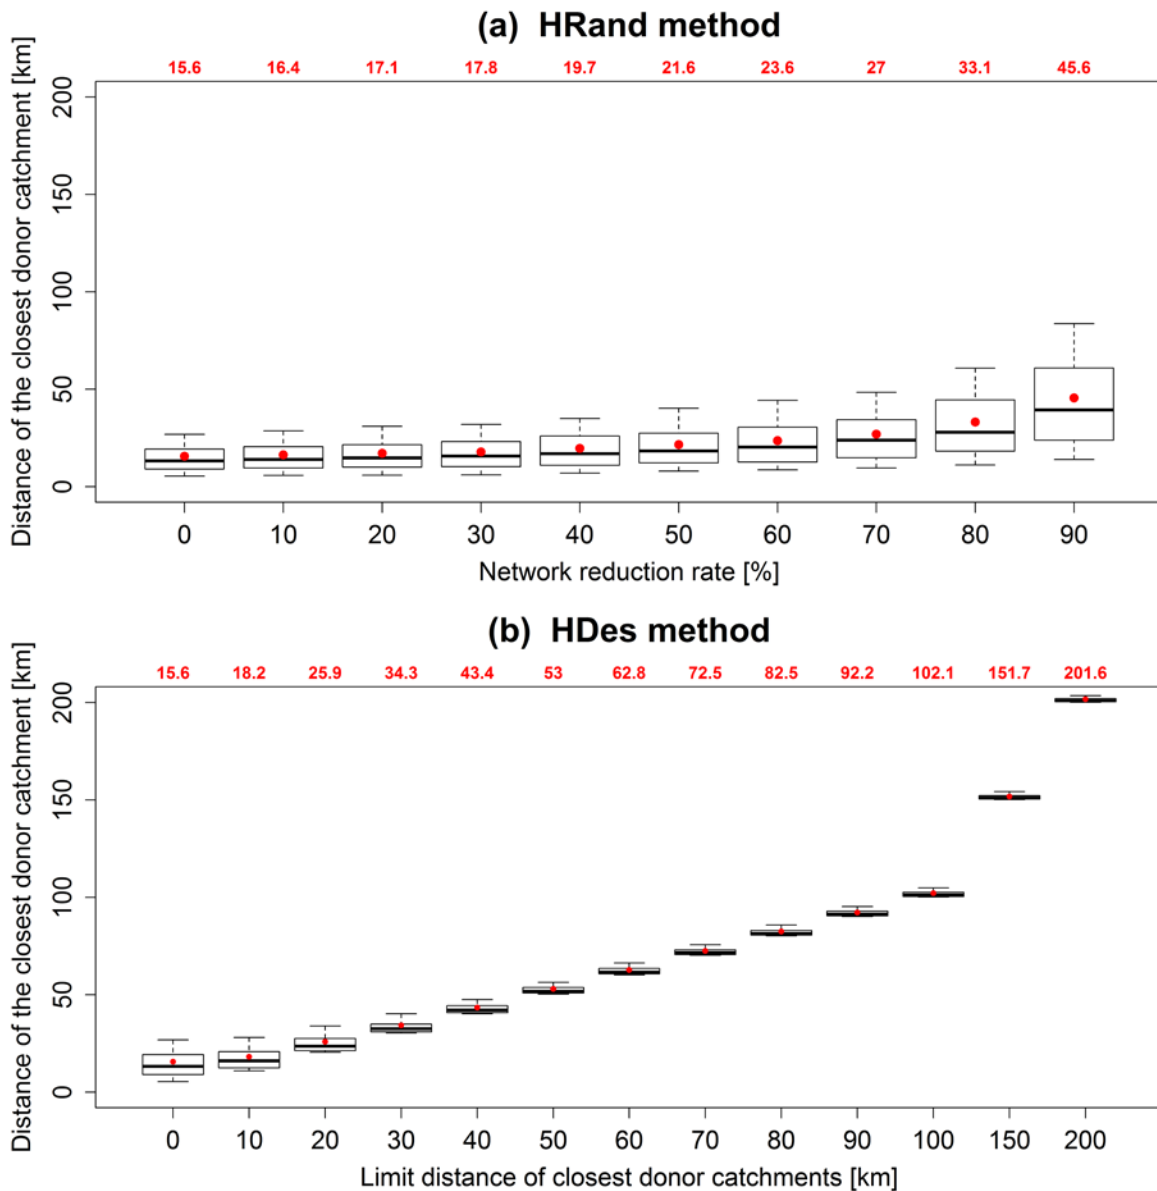 (a) HRand method
15.6 16.4 17.1 17.8 19.7 21.6 23.6 27 33.1 45.6
Distance of the closest donor catchment [km]
200
150
100
50
0
0 10 20 30 40 50 60 70 80 90
Network reduction rate [%]
(b) HDes method
15.6 18.2 25.9 34.3 43.4 53 62.8 72.5 82.5 92.2 102.1 151.7 201.6
Distance of the closest donor catchment [km]
200
150
100
50
0
0 10 20 30 40 50 60 70 80 90 100 150 200
Limit distance of closest donor catchments [km]